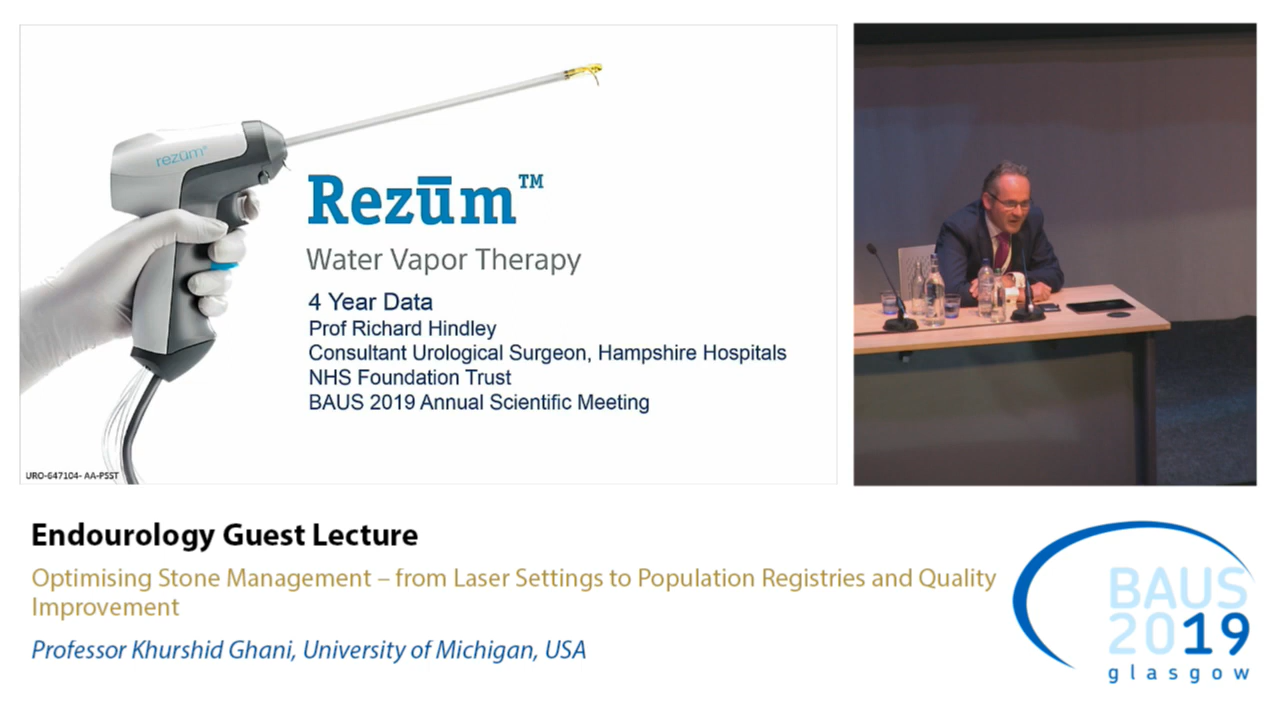 rezūm
Rezūm™
Water Vapor Therapy
4 Year Data
Prof Richard Hindley
Consultant Urological Surgeon, Hampshire Hospitals
NHS Foundation Trust
BAUS 2019 Annual Scientific Meeting
URO-647104- AA-PSST
Endourology Guest Lecture
Optimising Stone Management – from Laser Settings to Population Registries and Quality
Improvement
Professor Khurshid Ghani, University of Michigan, USA
BAUS
2019
glasgow